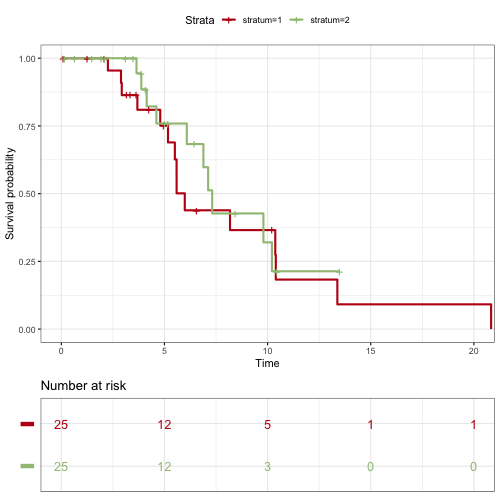 Strata stratum=1 stratum=2
1.00
0.75
0.50
0.25
0.00
Survival probability
0 5 10 15 20
Time
Number at risk
25 12 5 1 1
25 12 3 0 0